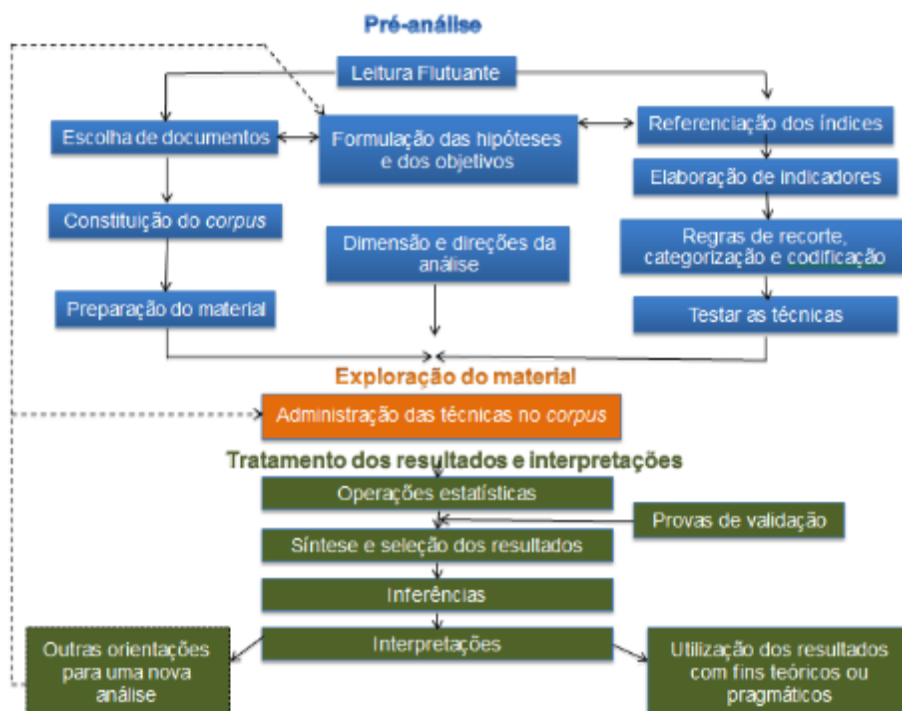 Pré-análise
Leitura Flutuante
Escolha de documentos
Formulação das hipóteses
e dos objetivos
Referenciação dos índices
Elaboração de indicadores
Constituição do corpus
Dimensão e direções da
análise
Regras de recorte,
categorização e codificação
Preparação do material
Testar as técnicas
Exploração do material
Administração das técnicas no corpus
Tratamento dos resultados e interpretações
Operações estatísticas
Provas de validação
Síntese e seleção dos resultados
Inferências
Interpretações
Outras orientações
para uma nova
análise
Utilização dos resultados
com fins teóricos ou
pragmáticos